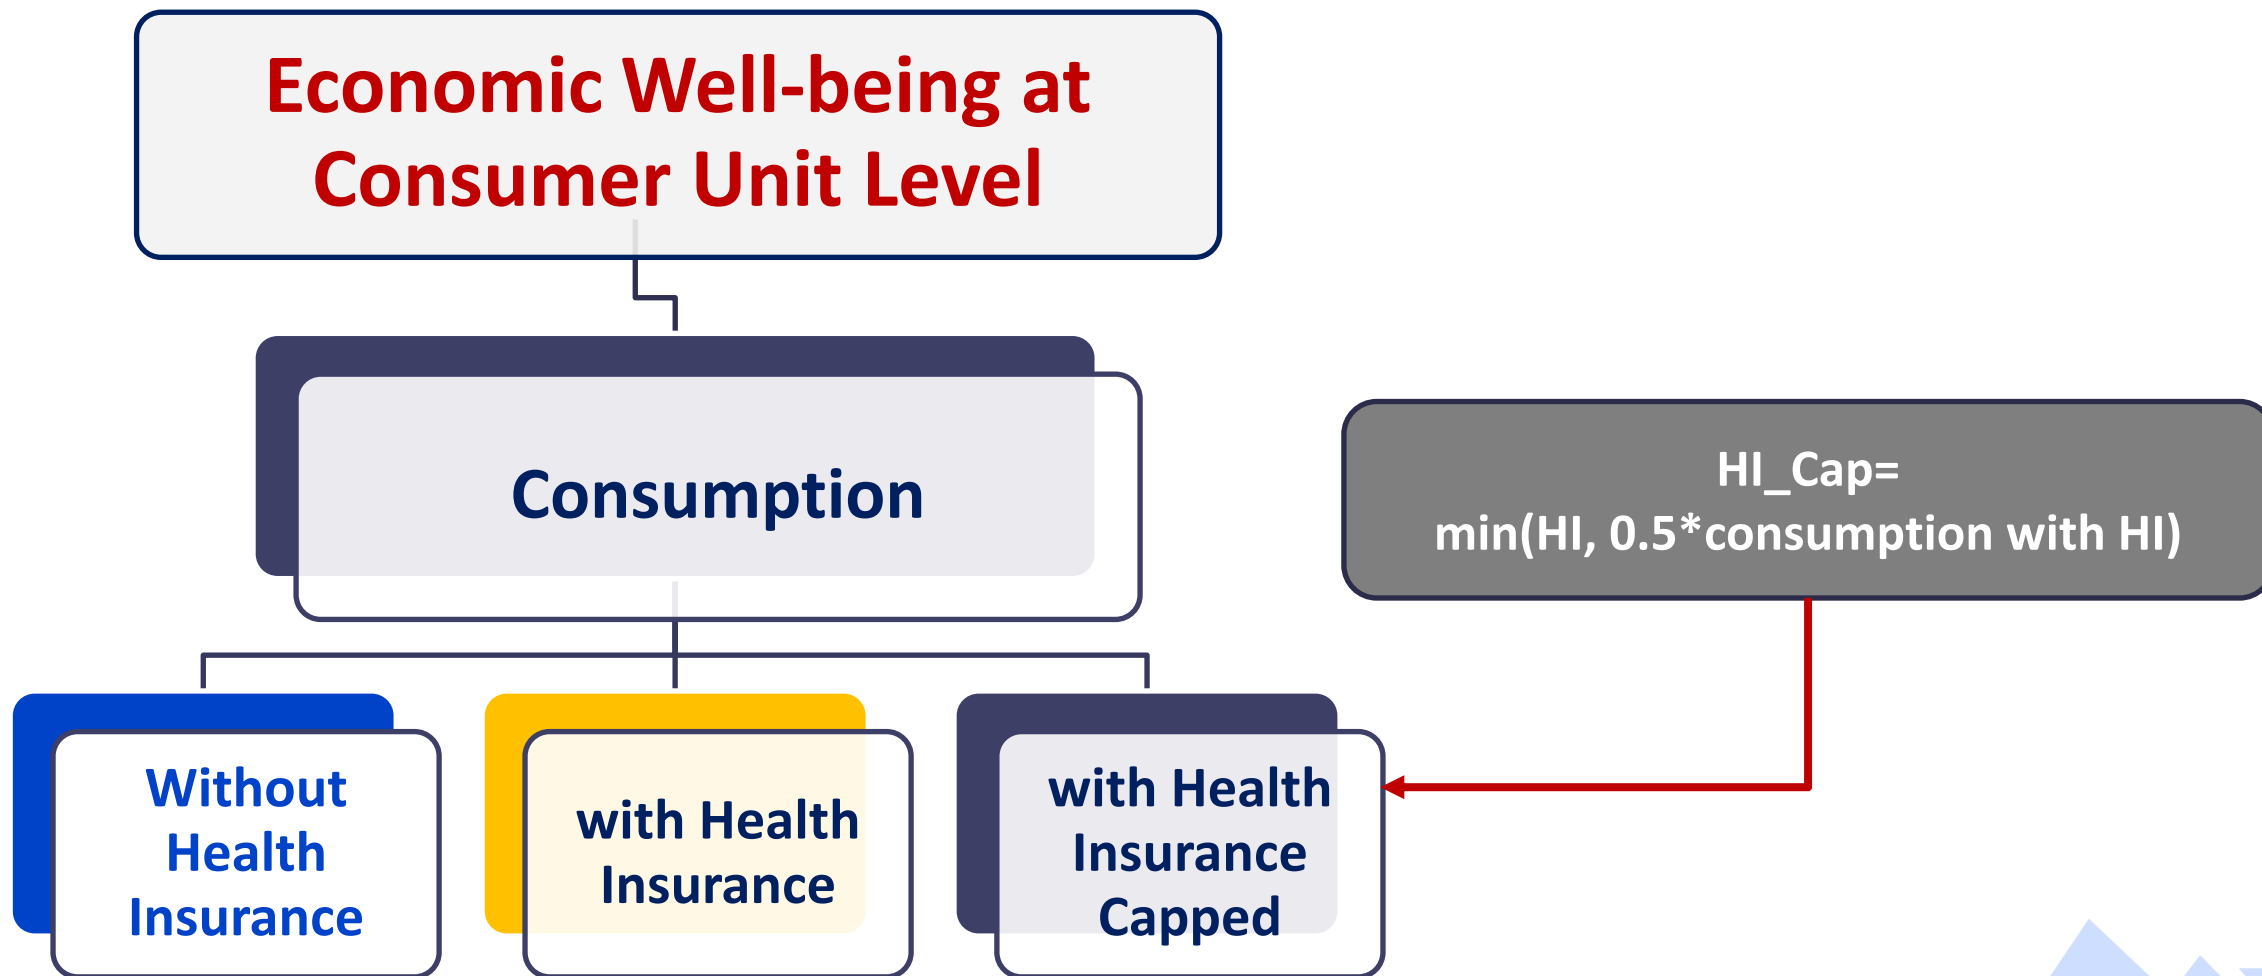 Economic Well-being at
Consumer Unit Level
Consumption
HI_Cap=
min(HI, 0.5*consumption with HI)
Without
Health
Insurance
with Health
Insurance
with Health
Insurance
Capped